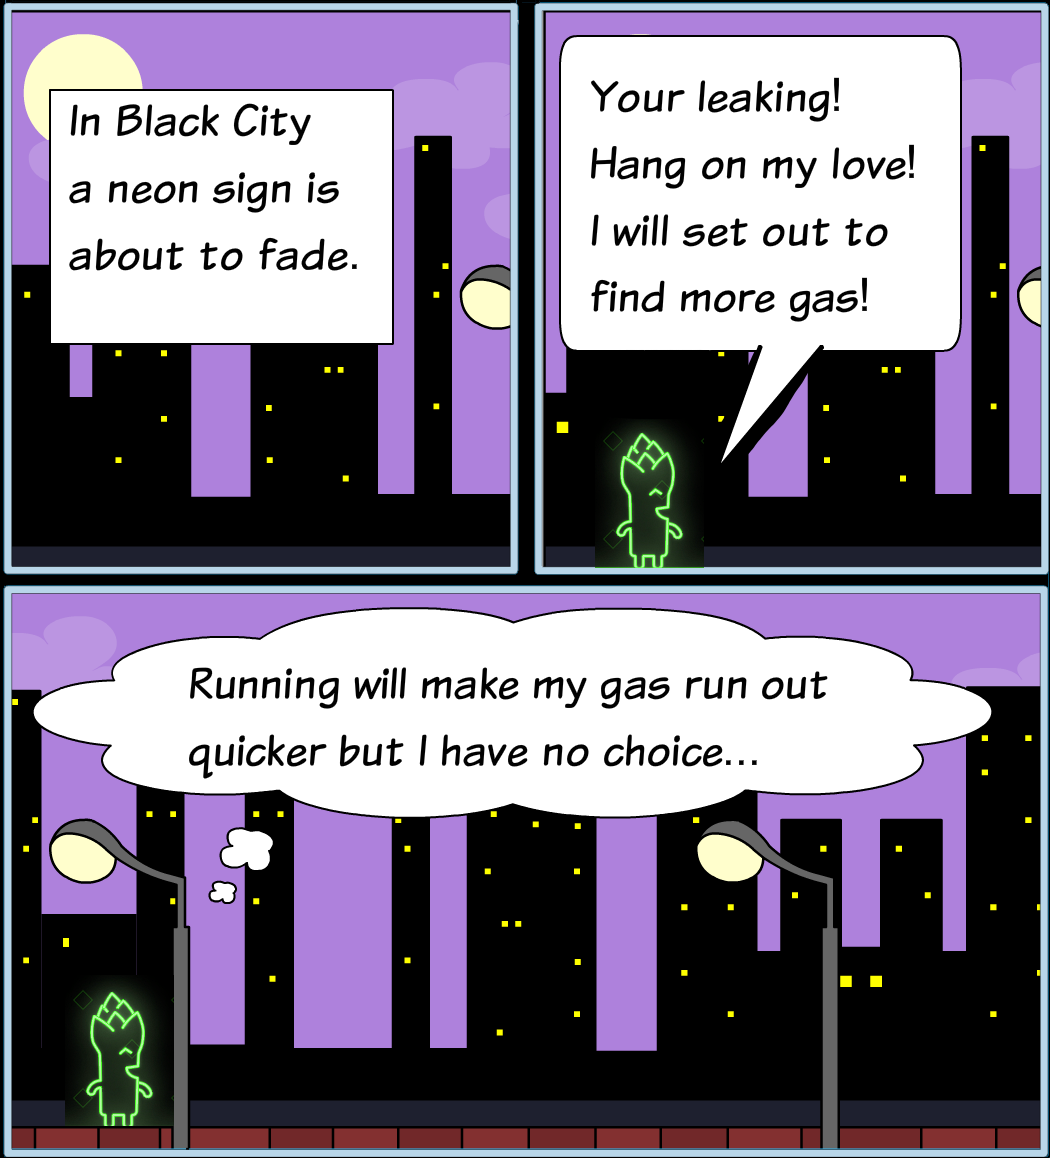 In Black City
a neon sign is
about to fade.
Your leaking!
Hang on my love!
I will set out to
find more gas!
Running will make my gas run out
quicker but I have no choice...